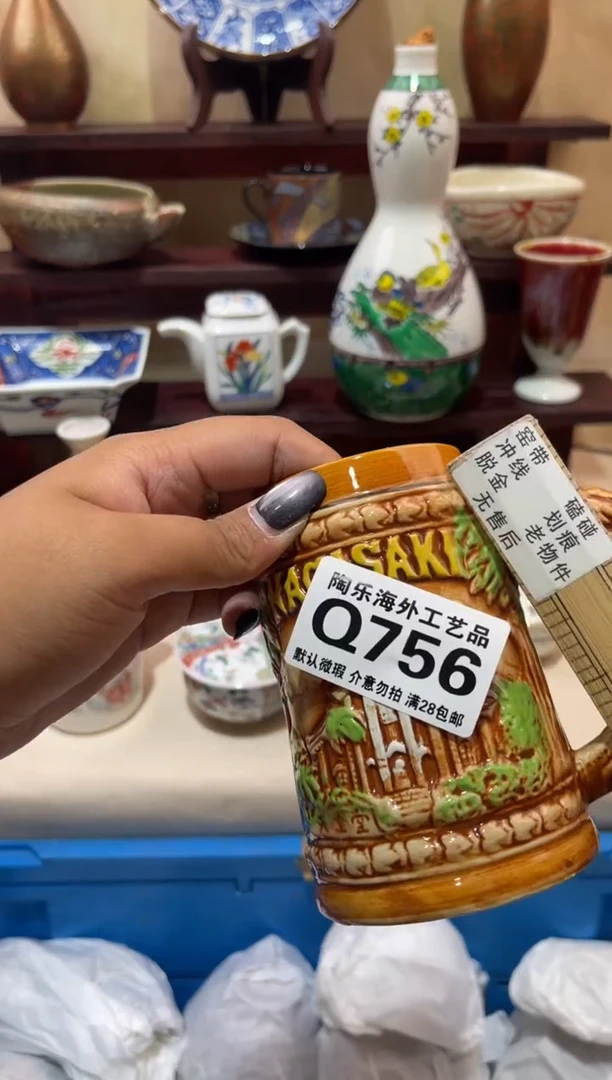 NAGASAKI
陶乐海外工艺品
Q756
默认微瑕 介意勿拍 满28包邮
窑带 磕碰
冲线 划痕
脱金 老物件
无售后